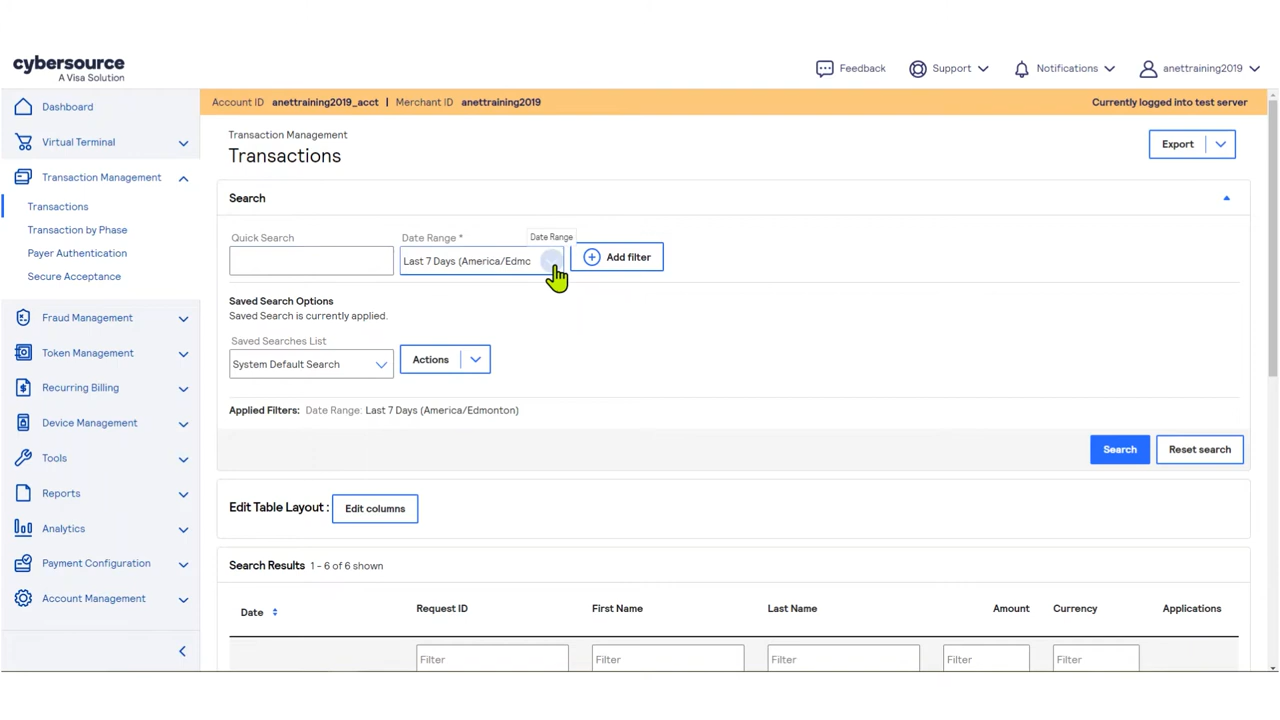 cybersource
A Visa Solution
Feedback
Support
Notifications
anettraining2019
Account ID anettraining2019_acct | Merchant ID anettraining2019
Currently logged into test server
Dashboard
Virtual Terminal
Transaction Management
Transactions
Transaction by Phase
Payer Authentication
Secure Acceptance
Fraud Management
Token Management
Recurring Billing
Device Management
Tools
Reports
Analytics
Payment Configuration
Account Management
Transaction Management
Transactions
Export
Search
Quick Search
Date Range *
Date Range
Last 7 Days (America/Edmc
Add filter
Saved Search Options
Saved Search is currently applied.
Saved Searches List
System Default Search
Actions
Applied Filters: Date Range: Last 7 Days (America/Edmonton)
Search
Reset search
Edit Table Layout :
Edit columns
Search Results 1 - 6 of 6 shown
Date Request ID First Name Last Name Amount Currency Applications
Filter Filter Filter Filter Filter